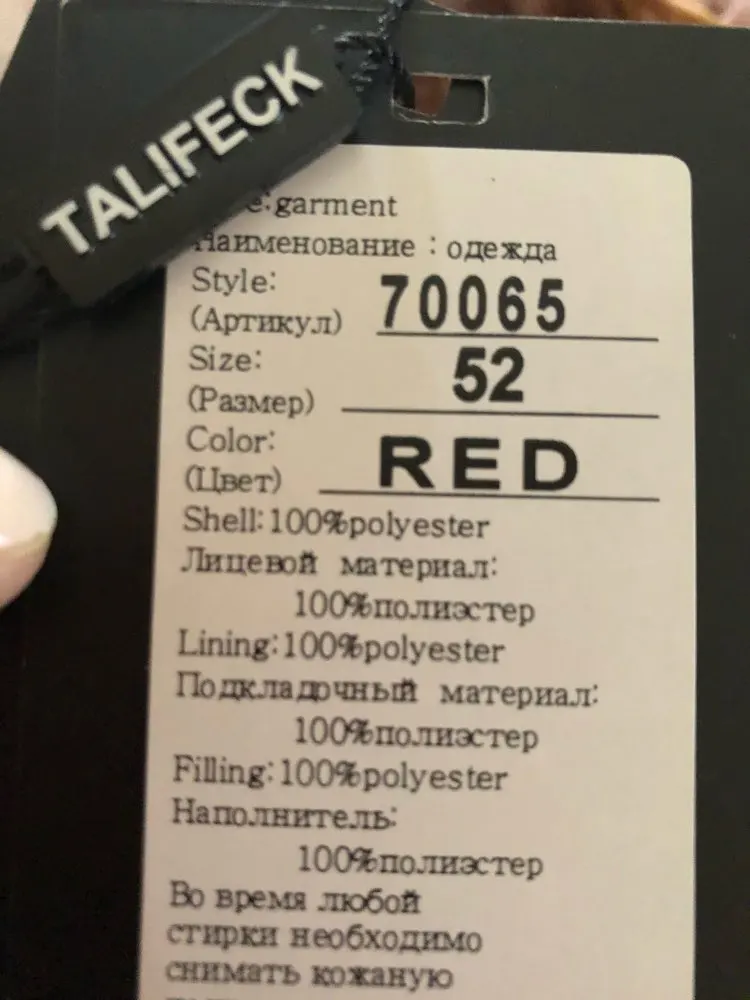 TALIFECK
garment
Наименование : одежда
Style:
(Артикул) 70065
Size:
(Размер) 52
Color:
(Цвет) RED
Shell:100%polyester
Лицевой материал:
100%полиэстер
Lining:100%polyester
Подкладочный материал:
100%полиэстер
Filling:100%polyester
Наполнитель:
100%полиэстер
Во время любой
стирки необходимо
снимать кожаную